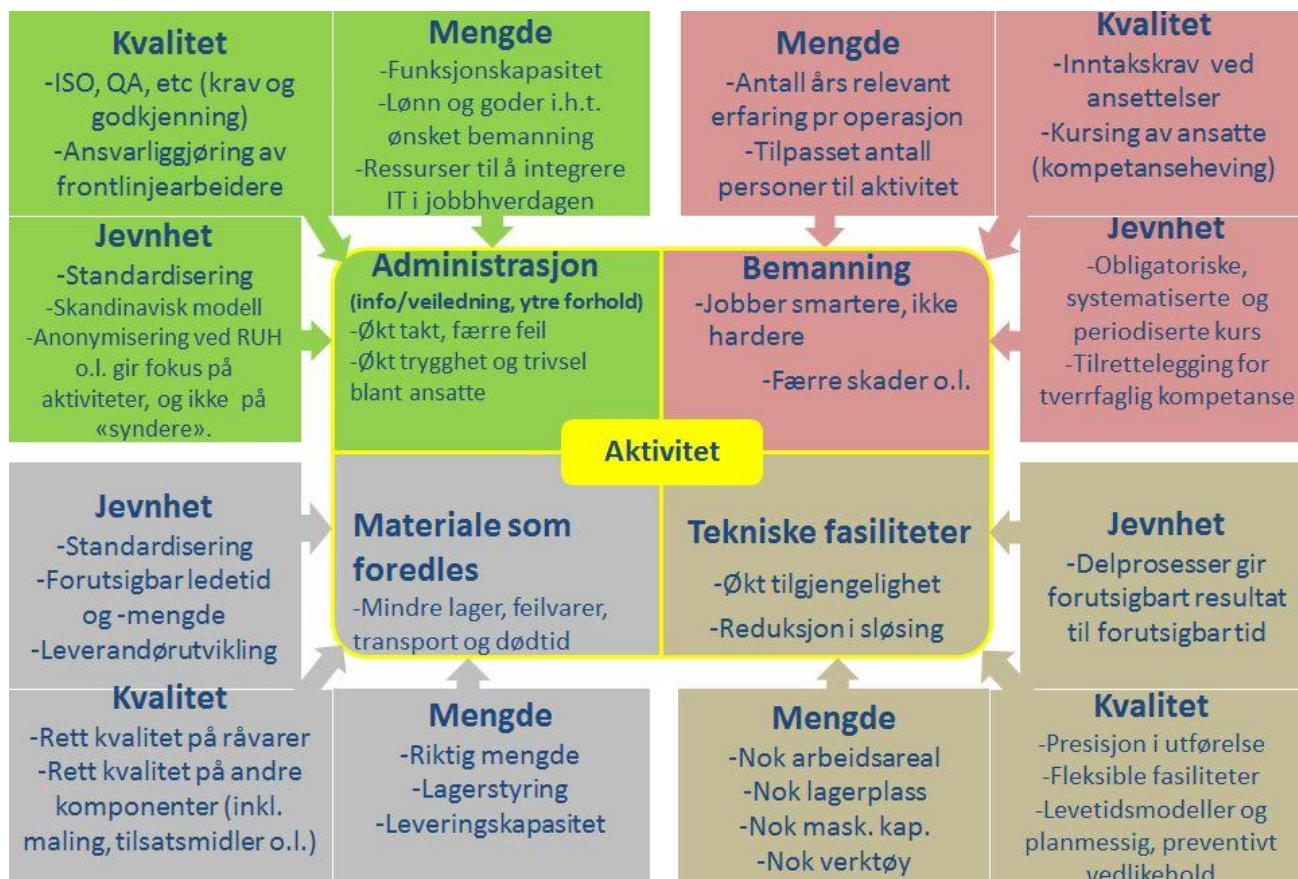 Kvalitet
-ISO, QA, etc (krav og
godkjenning)
-Ansvarliggjøring av
frontlinjearbeidere
Mengde
-Funksjonskapasitet
-Lønn og goder i.h.t.
ønsket bemanning
-Ressurser til å integrere
IT i jobbhverdagen
Mengde
-Antall års relevant
erfaring pr operasjon
-Tilpasset antall
personer til aktivitet
Kvalitet
-Inntakskrav ved
ansettelser
-Kursing av ansatte
(kompetanseheving)
Jevnhet
-Standardisering
-Skandinavisk modell
-Anonymisering ved RUH
o.l. gir fokus på
aktiviteter, og ikke på
«syndere».
Administrasjon
(info/veiledning, ytre forhold)
-Økt takt, færre feil
-Økt trygghet og trivsel
blant ansatte
Bemanning
-Jobber smartere, ikke
hardere
-Færre skader o.l.
Jevnhet
-Obligatoriske,
systematiserte og
periodiserte kurs
-Tilrettelegging for
tverrfaglig kompetanse
Aktivitet
Jevnhet
-Standardisering
-Forutsigbar ledetid
og -mengde
-Leverandørutvikling
Materiale som
foredles
-Mindre lager, feilvarer,
transport og dødtid
Tekniske fasiliteter
-Økt tilgjengelighet
-Reduksjon i sløsing
Jevnhet
-Delprosesser gir
forutsigbart resultat
til forutsigbar tid
Kvalitet
-Rett kvalitet på råvarer
-Rett kvalitet på andre
komponenter (inkl.
maling, tilsatsmidler o.l.)
Mengde
-Riktig mengde
-Lagerstyring
-Leveringskapasitet
Mengde
-Nok arbeidsareal
-Nok lagerplass
-Nok mask. kap.
-Nok verktøy
Kvalitet
-Presisjon i utførelse
-Fleksible fasiliteter
-Levetidsmodeller og
planmessig, preventivt
vedlikehold